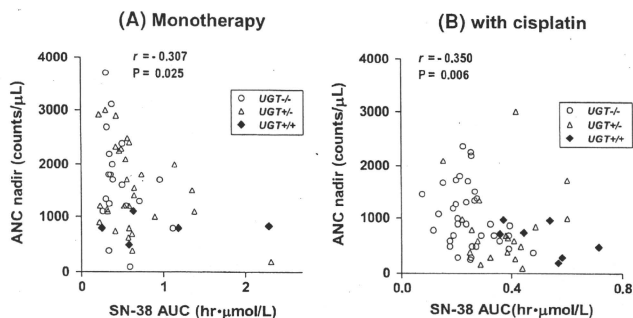 (A) Monotherapy
r = - 0.307
P = 0.025
UGT-/-
UGT+/-
UGT+/+
ANC nadir (counts/μL)
4000
3000
2000
1000
0
0
1
2
SN-38 AUC (hr•μmol/L)
(B) with cisplatin
r = - 0.350
P = 0.006
UGT-/-
UGT+/-
UGT+/+
ANC nadir (counts/μL)
4000
3000
2000
1000
0
0.0
0.4
0.8
SN-38 AUC(hr•μmol/L)